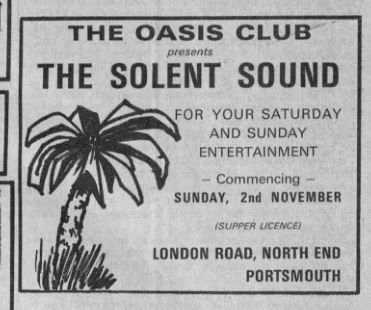 THE OASIS CLUB
presents
THE SOLENT SOUND
FOR YOUR SATURDAY
AND SUNDAY
ENTERTAINMENT
– Commencing –
SUNDAY, 2nd NOVEMBER
(SUPPER LICENCE)
LONDON ROAD, NORTH END
PORTSMOUTH